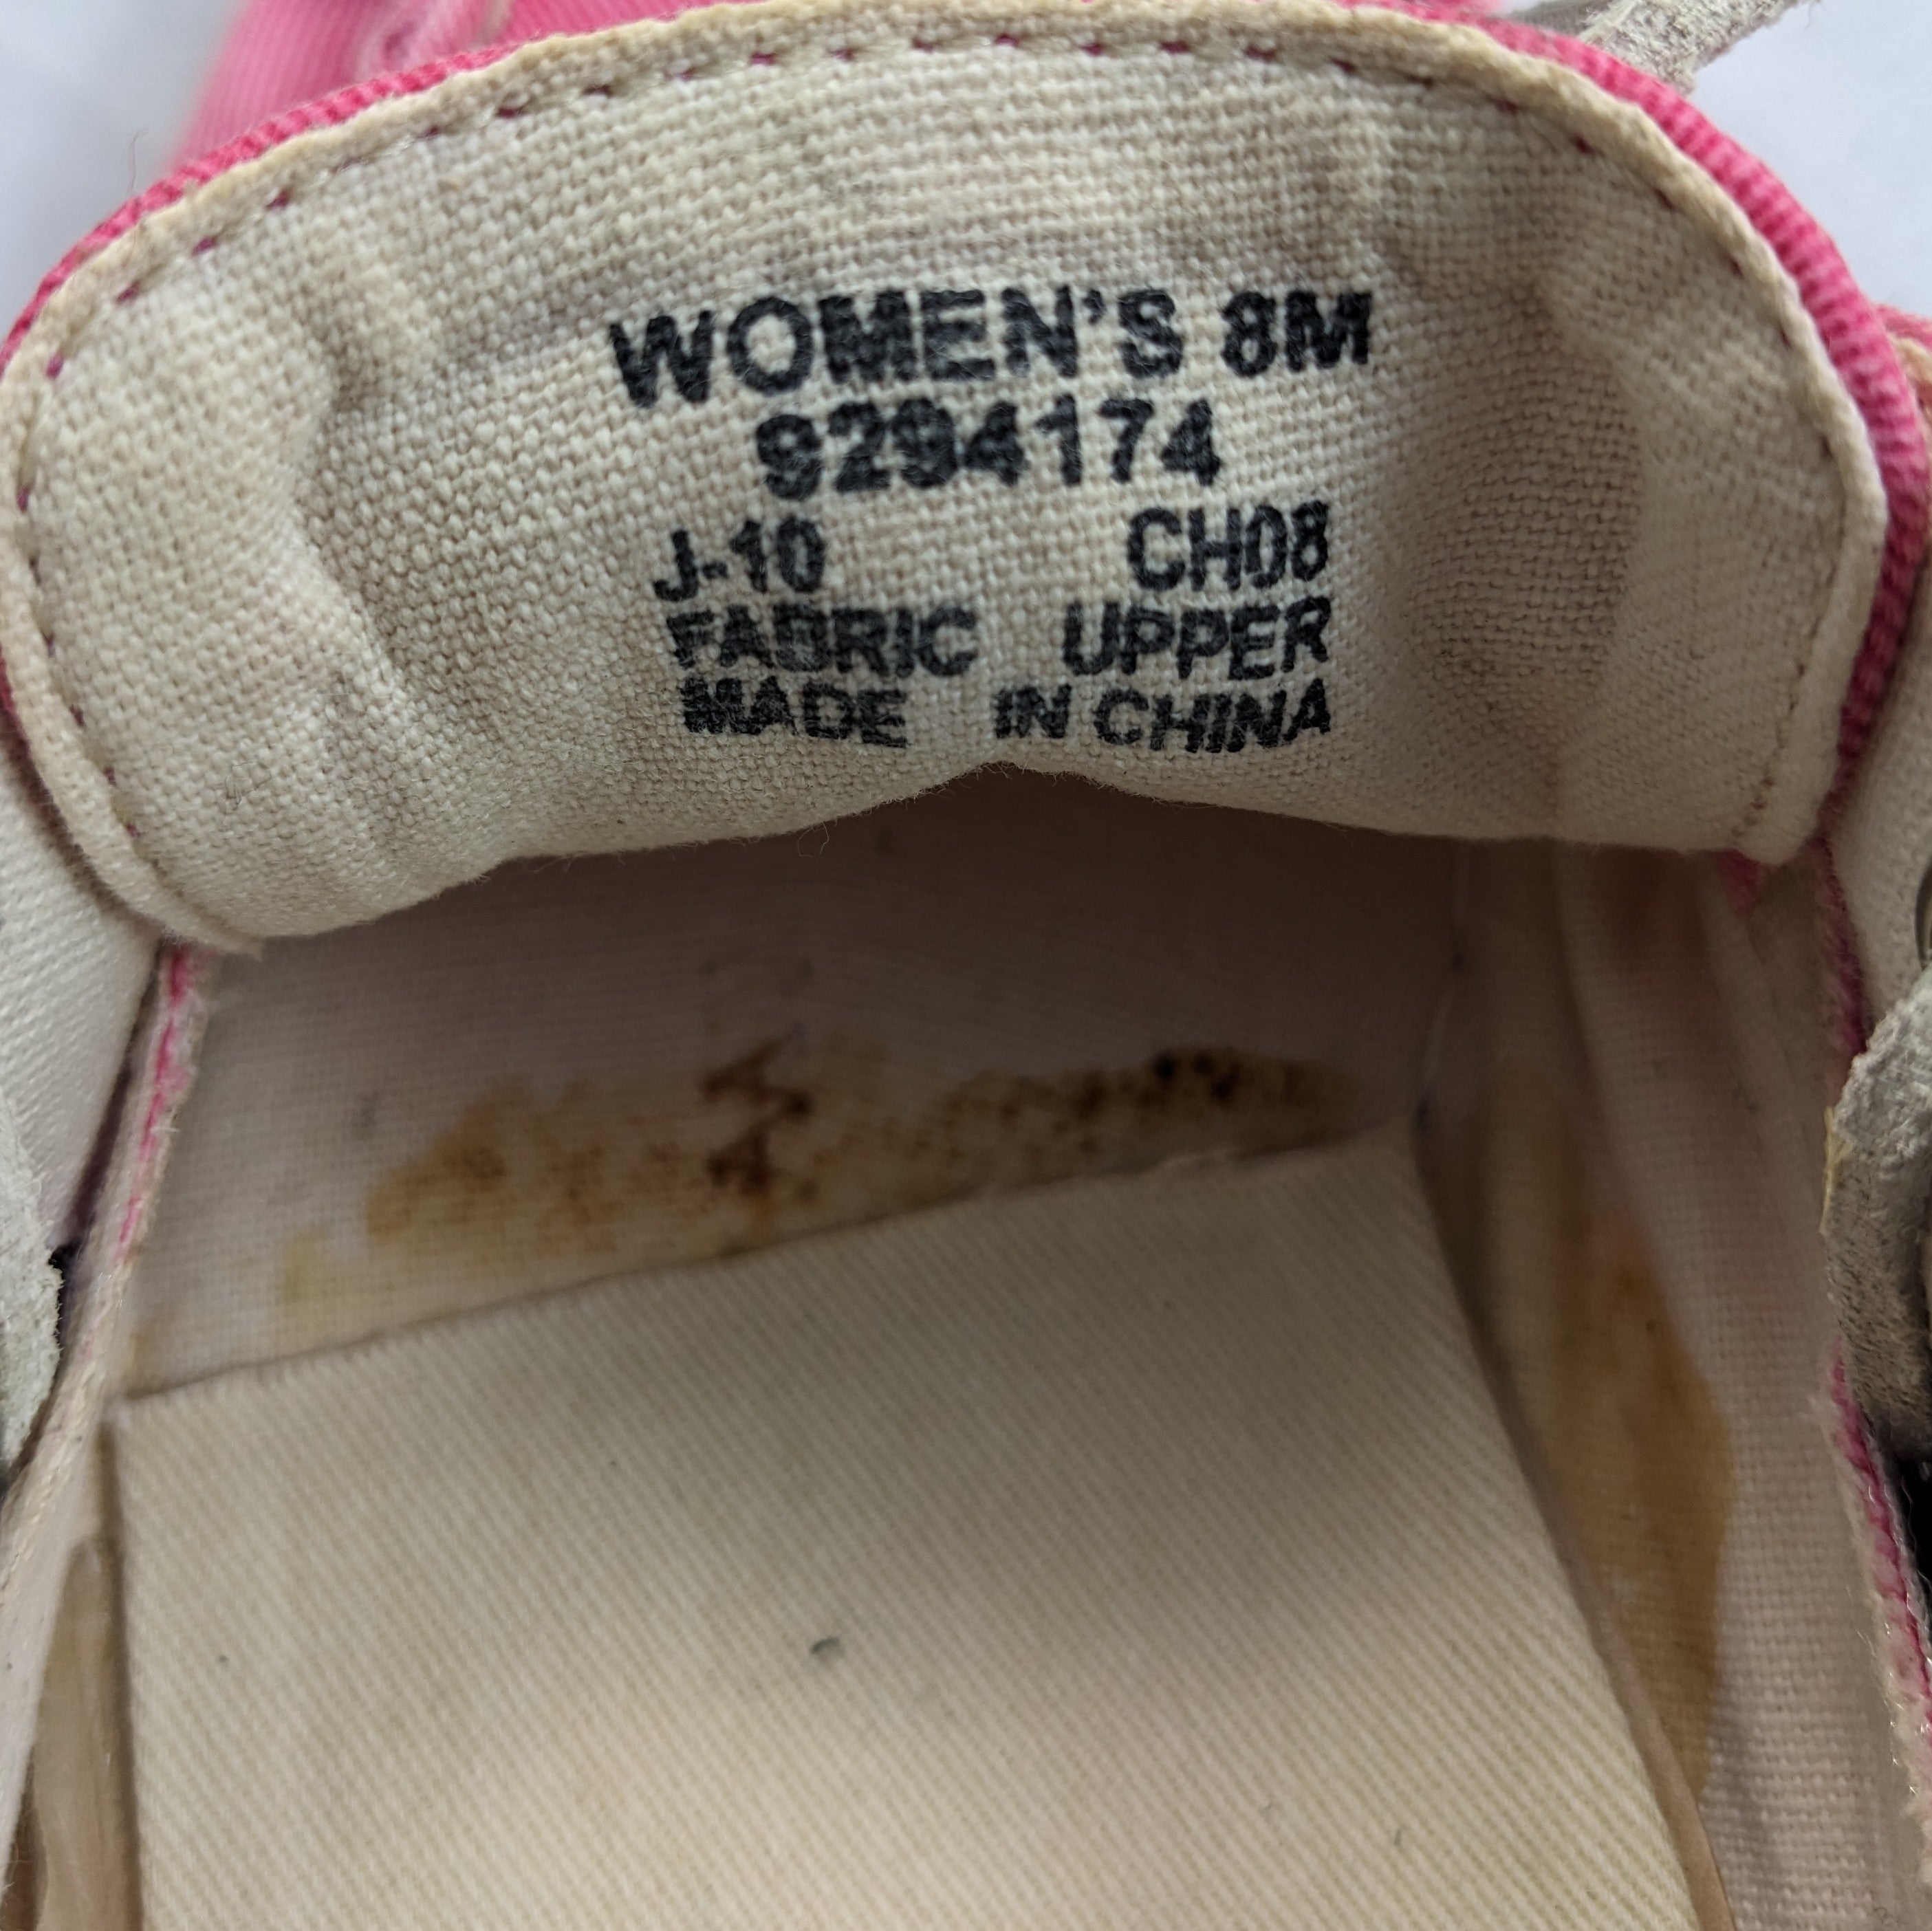 WOMEN'S 8M
9294174
J-10 CH08
FABRIC UPPER
MADE IN CHINA